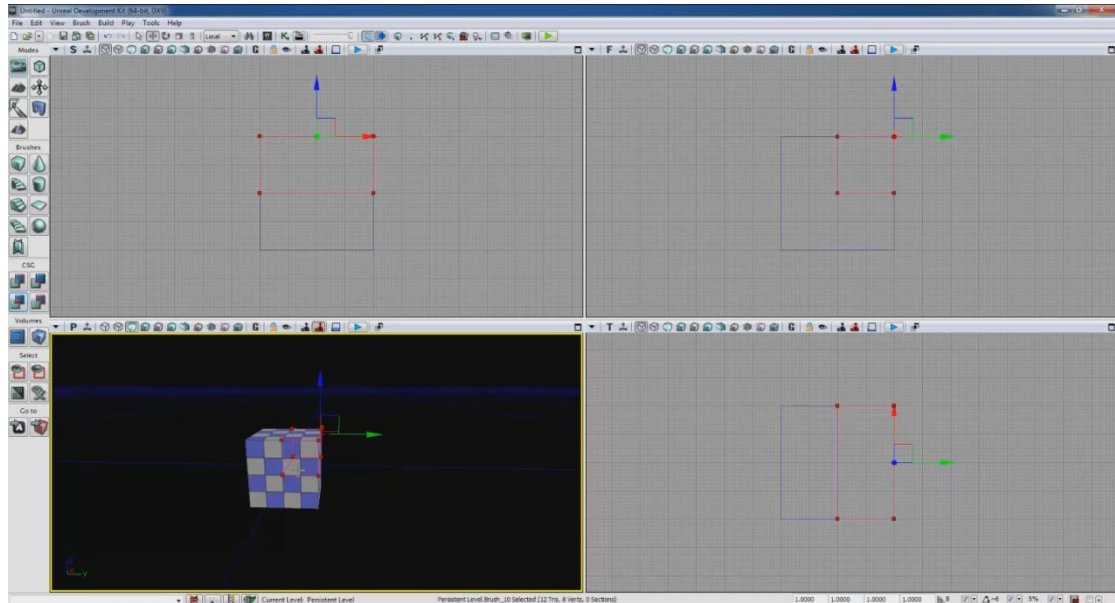 Untitled - Unreal Development Kit (64-bit, DX9)
File Edit View Brush Build Play Tools Help
Local
Modes
S G
F G
Brushes
CSG
Volumes
P G
T G
Select
Go to
Z
X Y
Current Level: Persistent Level
Persistent Level.Brush_10 Selected (12 Tris, 8 Verts, 0 Sections)
1.0000 1.0000 1.0000 1.0000 8 5%